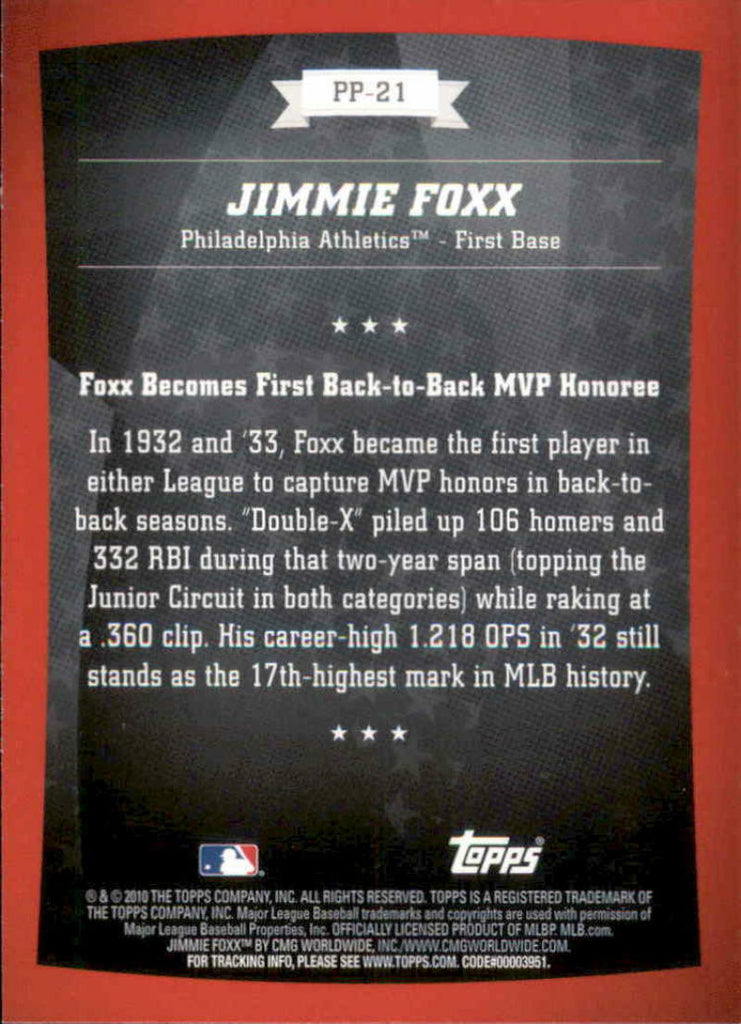 PP-21
JIMMIE FOXX
Philadelphia Athletics™ - First Base
Foxx Becomes First Back-to-Back MVP Honoree
In 1932 and '33, Foxx became the first player in
either League to capture MVP honors in back-to-
back seasons. "Double-X" piled up 106 homers and
332 RBI during that two-year span (topping the
Junior Circuit in both categories) while raking at
a .360 clip. His career-high 1.218 OPS in '32 still
stands as the 17th-highest mark in MLB history.
topps®
® & © 2010 THE TOPPS COMPANY, INC. ALL RIGHTS RESERVED. TOPPS IS A REGISTERED TRADEMARK OF
THE TOPPS COMPANY, INC. Major League Baseball trademarks and copyrights are used with permission of
Major League Baseball Properties, Inc. OFFICIALLY LICENSED PRODUCT OF MLBP. MLB.com.
JIMMIE FOXX™ BY CMG WORLDWIDE, INC./WWW.CMGWORLDWIDE.COM.
FOR TRACKING INFO, PLEASE SEE WWW.TOPPS.COM. CODE#00003951.